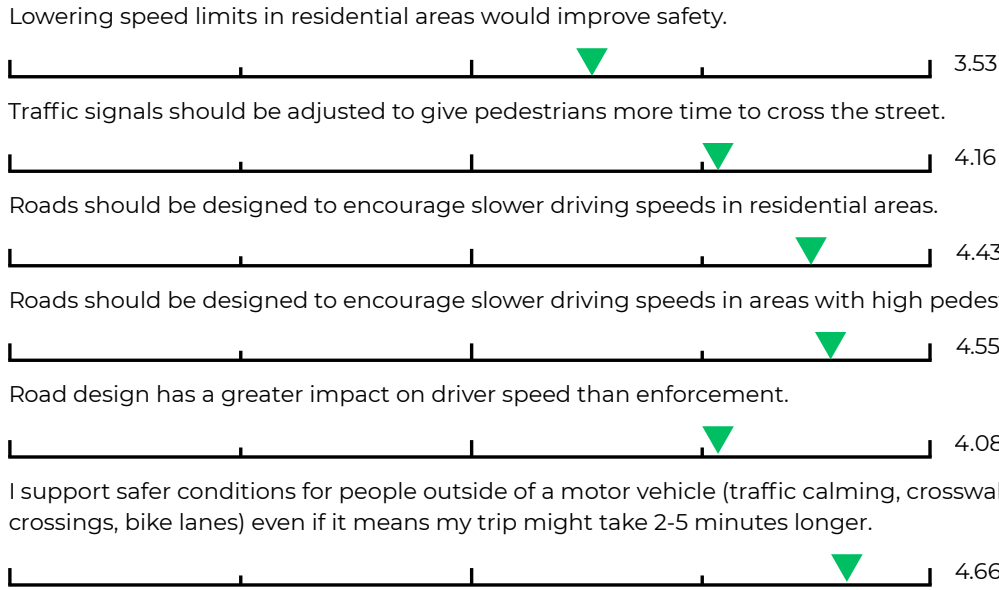 Lowering speed limits in residential areas would improve safety.
3.53
Traffic signals should be adjusted to give pedestrians more time to cross the street.
4.16
Roads should be designed to encourage slower driving speeds in residential areas.
4.43
Roads should be designed to encourage slower driving speeds in areas with high
4.55
Road design has a greater impact on driver speed than enforcement.
4.08
I support safer conditions for people outside of a motor vehicle (traffic calming,
crossings, bike lanes) even if it means my trip might take 2-5 minutes longer.
4.66